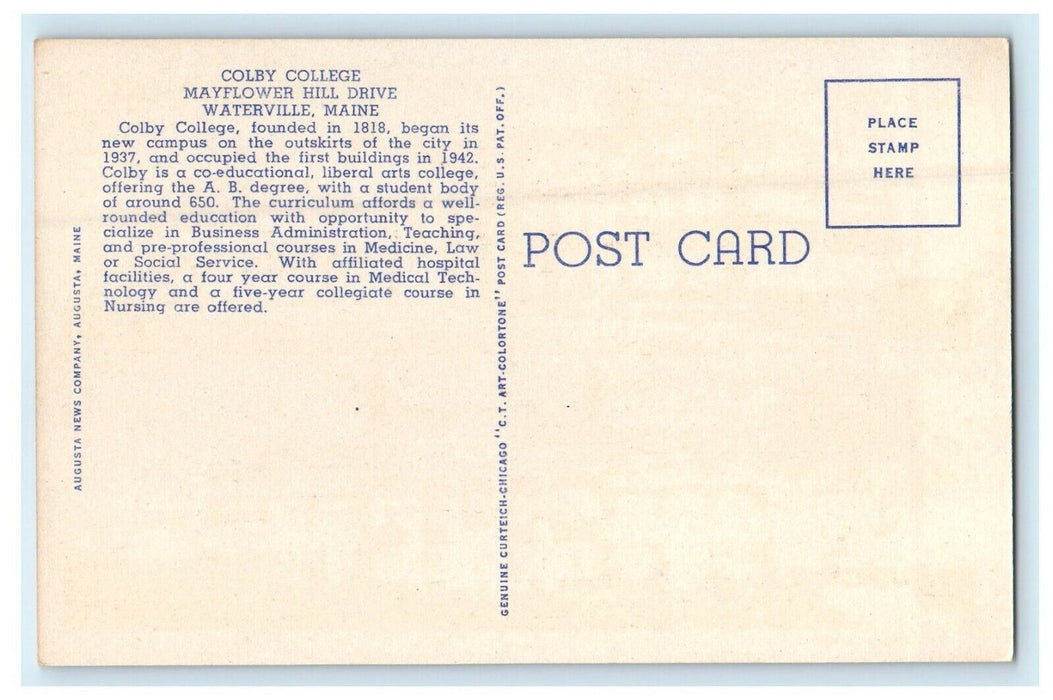 COLBY COLLEGE
MAYFLOWER HILL DRIVE
WATERVILLE, MAINE
Colby College, founded in 1818, began its
new campus on the outskirts of the city in
1937, and occupied the first buildings in 1942.
Colby is a co-educational, liberal arts college,
offering the A. B. degree, with a student body
of around 650. The curriculum affords a well-
rounded education with opportunity to spe-
cialize in Business Administration, Teaching,
and pre-professional courses in Medicine, Law
or Social Service. With affiliated hospital
facilities, a four year course in Medical Tech-
nology and a five-year collegiate course in
Nursing are offered.
AUGUSTA NEWS COMPANY, AUGUSTA, MAINE
GENUINE CURTEICH-CHICAGO "C.T. ART-COLORTONE" POST CARD (REG. U.S. PAT. OFF.)
POST CARD
PLACE
STAMP
HERE